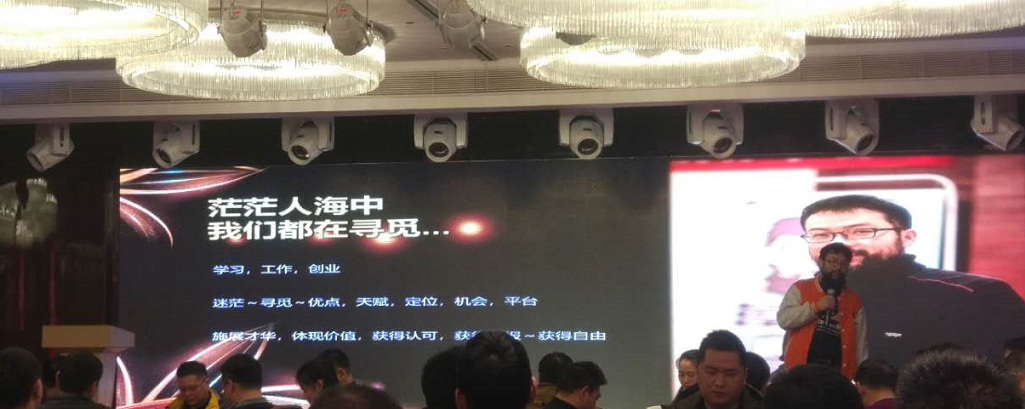 茫茫人海中
我们都在寻觅...
学习，工作，创业
迷茫~寻觅~优点，天赋，定位，机会，平台
施展才华，体现价值，获得认可，获 报~获得自由